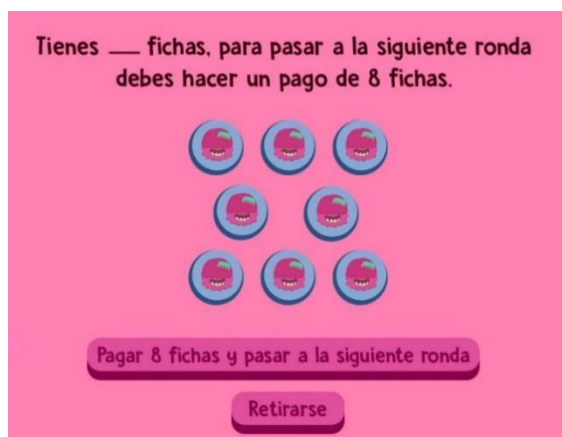 Tienes ___ fichas, para pasar a la siguiente ronda
debes hacer un pago de 8 fichas.
Pagar 8 fichas y pasar a la siguiente ronda
Retirarse